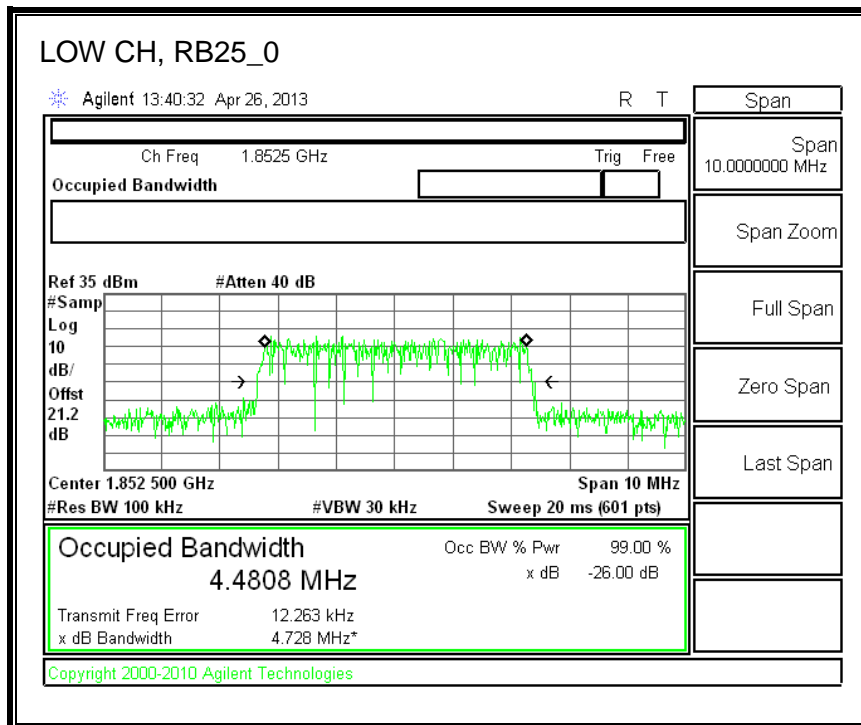 LOW CH, RB25_0
Agilent 13:40:32 Apr 26, 2013 R T
Span
Ch Freq 1.8525 GHz Trig Free
Occupied Bandwidth
Span
10.0000000 MHz
Span Zoom
Full Span
Zero Span
Last Span
Ref 35 dBm #Atten 40 dB
#Samp
Log
10
dB/
Offst
21.2
dB
Center 1.852 500 GHz Span 10 MHz
#Res BW 100 kHz #VBW 30 kHz Sweep 20 ms (601 pts)
Occupied Bandwidth Occ BW % Pwr 99.00 %
4.4808 MHz x dB -26.00 dB
Transmit Freq Error 12.263 kHz
x dB Bandwidth 4.728 MHz*
Copyright 2000-2010 Agilent Technologies